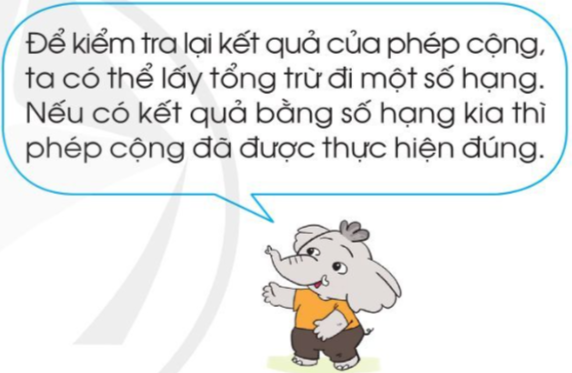 Để kiểm tra lại kết quả của phép cộng,
ta có thể lấy tổng trừ đi một số hạng.
Nếu có kết quả bằng số hạng kia thì
phép cộng đã được thực hiện đúng.